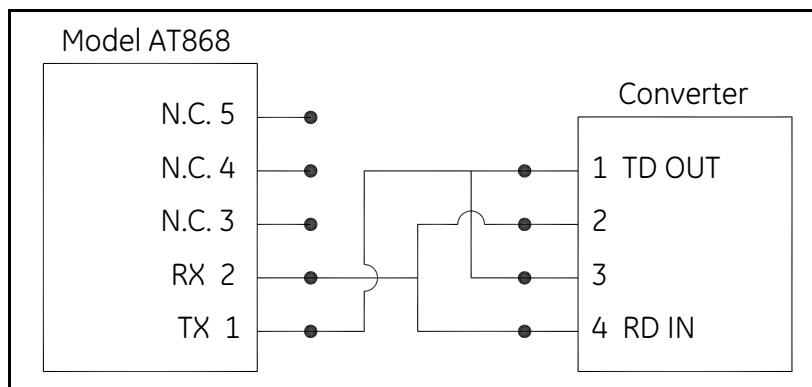 Model AT868
N.C. 5
N.C. 4
N.C. 3
RX 2
TX 1
Converter
1 TD OUT
2
3
4 RD IN